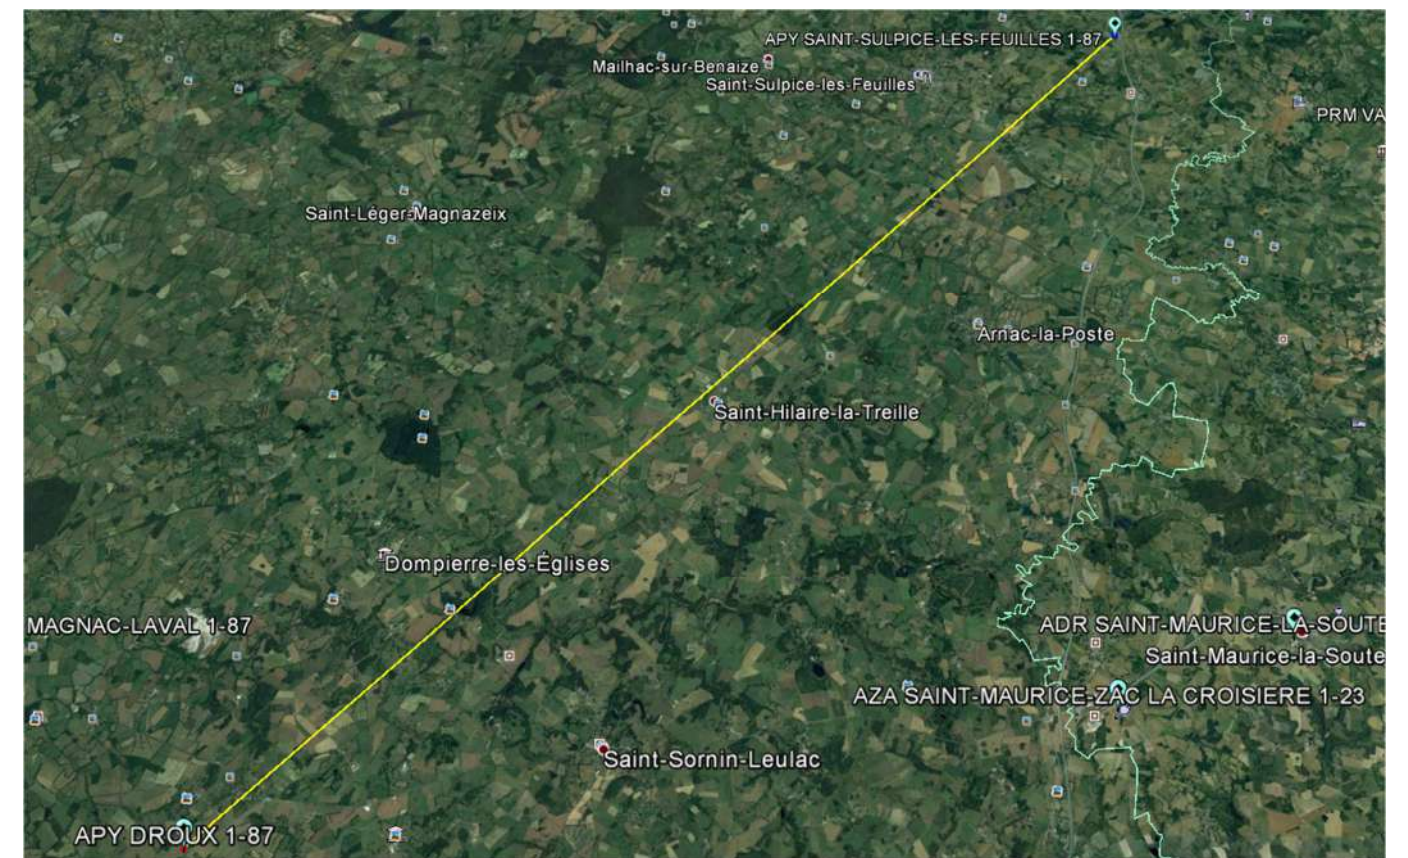 APY SAINT-SULPICE-LES-FEUILLES 1-87
Mailhac-sur-Benaize
Saint-Sulpice-les-Feuilles
PRM VA
Saint-Léger-Magnazeix
Arnac-la-Poste
Saint-Hilaire-la-Treille
Dompierre-les-Églises
MAGNAC-LAVAL 1-87
ADR SAINT-MAURICE-LA-SOUTE
Saint-Maurice-la-Soute
AZA SAINT-MAURICE-ZAC LA CROISIERE 1-23
Saint-Sornin-Leulac
APY DROUX 1-87